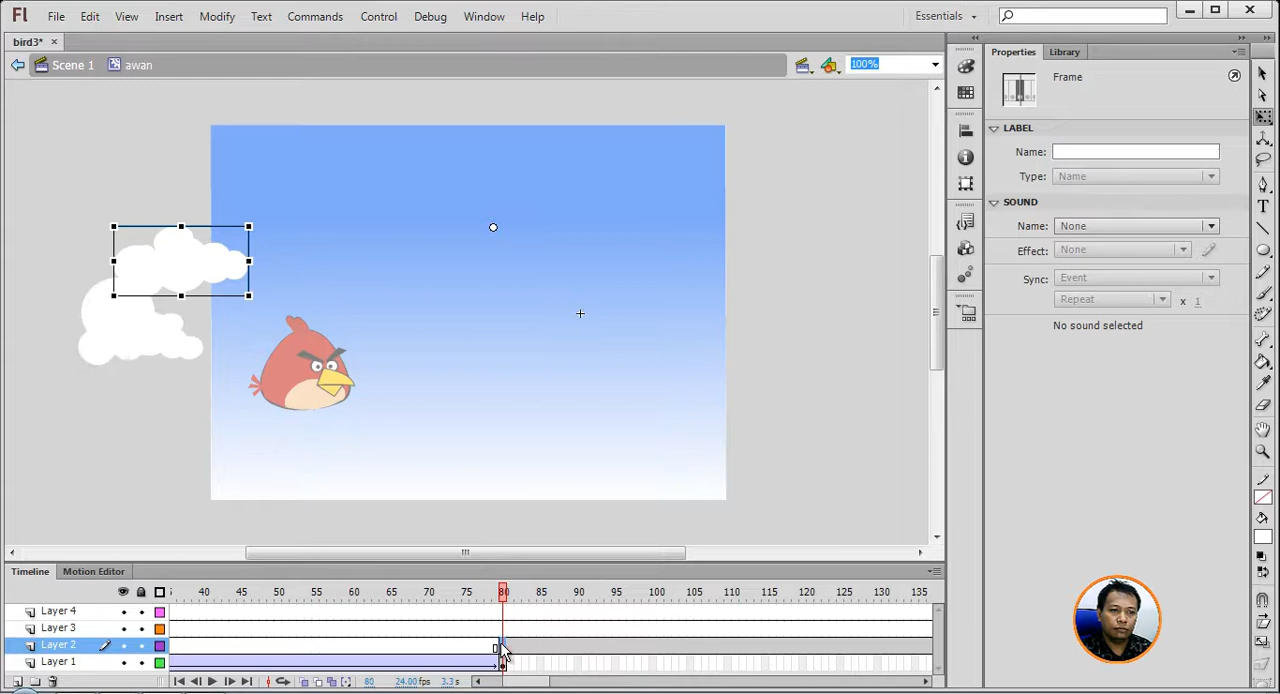 Fl File Edit View Insert Modify Text Commands Control Debug Window Help Essentials
bird3* ×
Scene 1 awan 100%
Properties Library
Frame
LABEL
Name:
Type: Name
SOUND
Name: None
Effect: None
Sync: Event
Repeat x 1
No sound selected
Timeline Motion Editor
40 45 50 55 60 65 70 75 80 85 90 95 100 105 110 115 120 125 130 135
Layer 4
Layer 3
Layer 2
Layer 1
80 24.00 fps 3.3 s